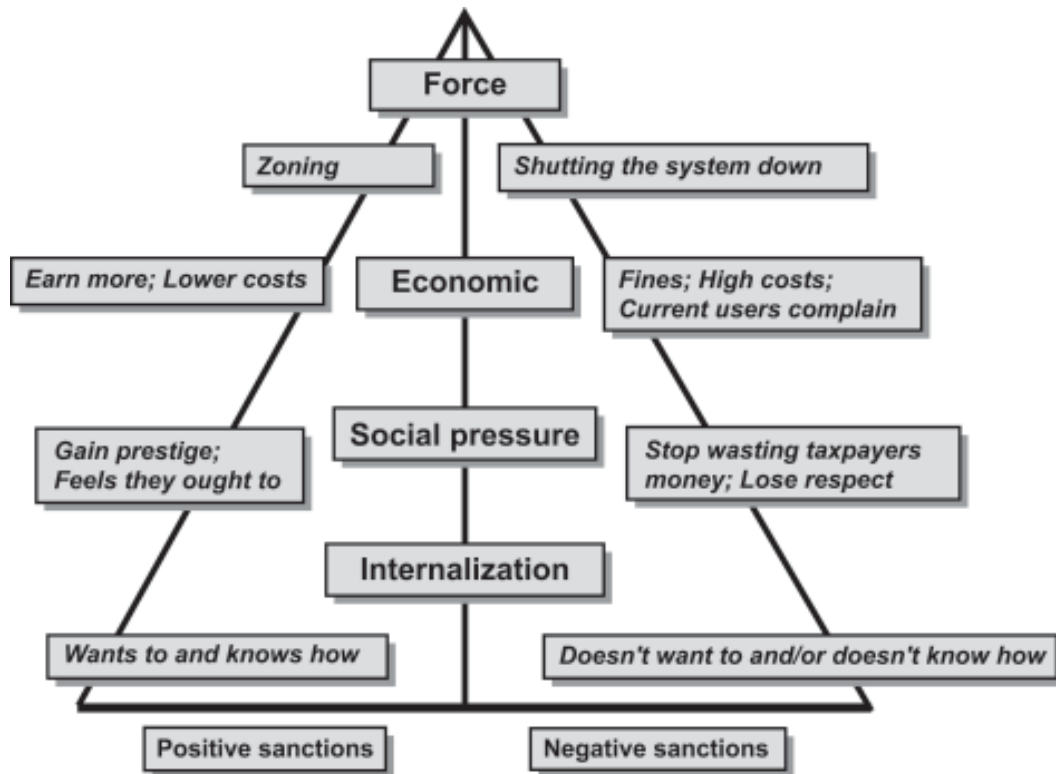 Force
Zoning
Shutting the system down
Earn more; Lower costs
Economic
Fines; High costs;
Current users complain
Gain prestige;
Feels they ought to
Social pressure
Stop wasting taxpayers
money; Lose respect
Internalization
Wants to and knows how
Doesn't want to and/or doesn't know how
Positive sanctions
Negative sanctions